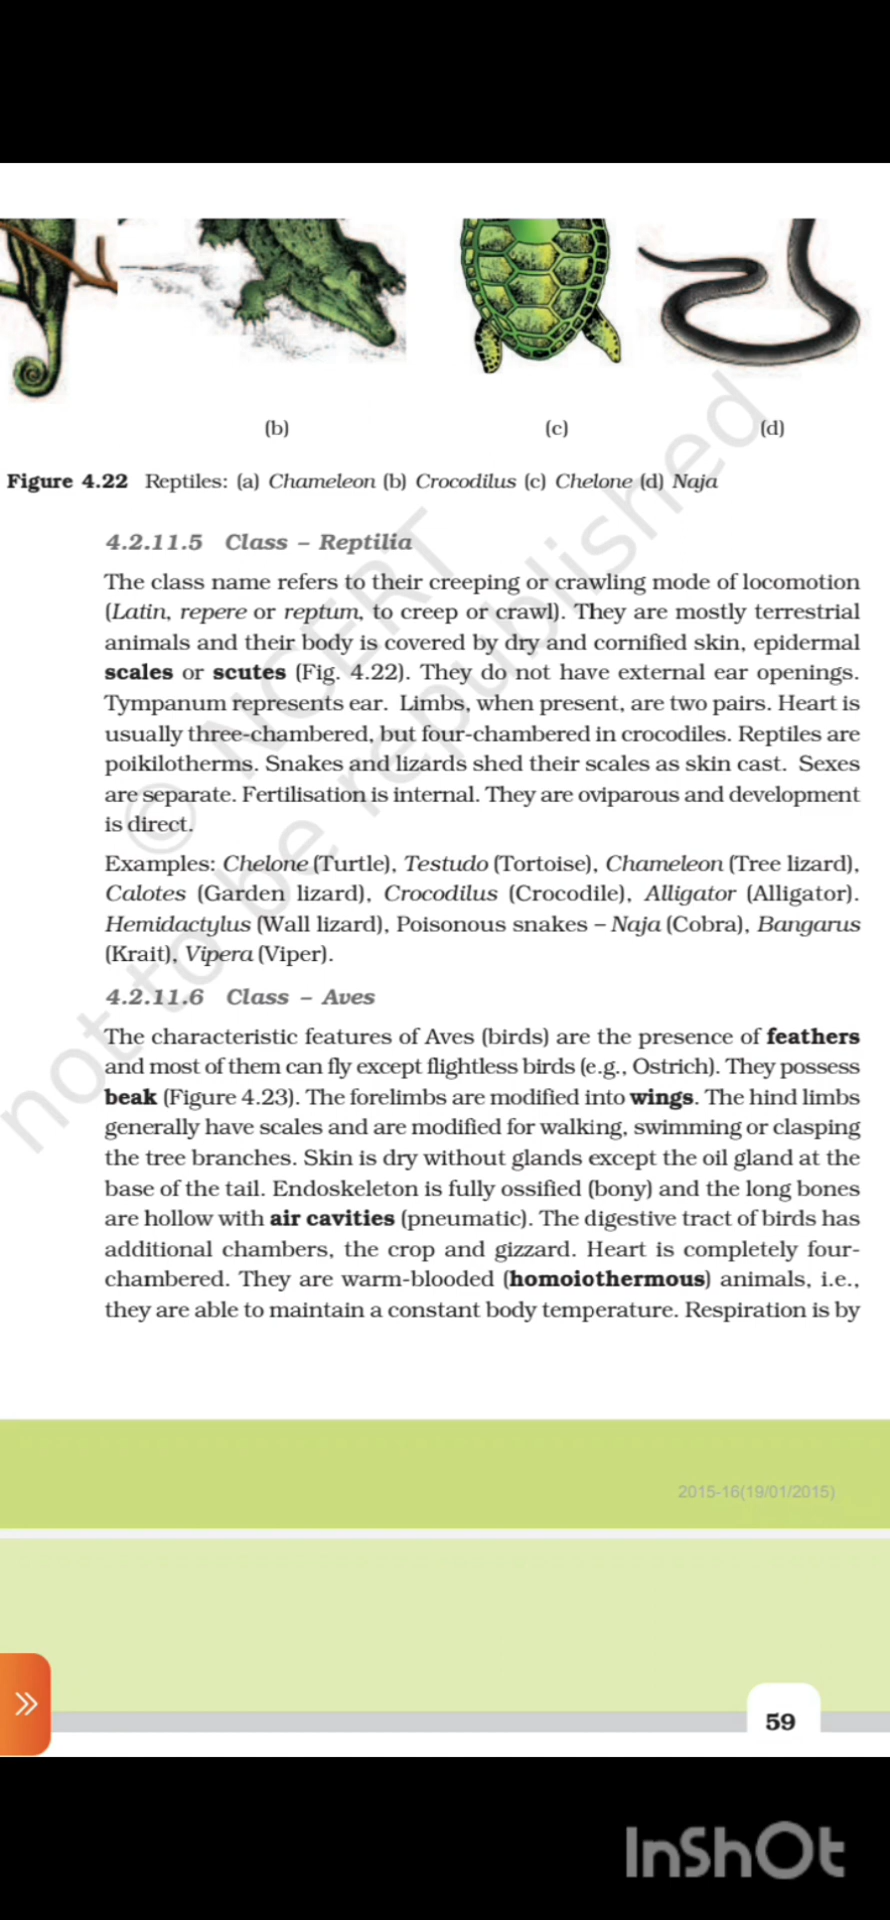 (b) (c) (d)
Figure 4.22 Reptiles: (a) Chameleon (b) Crocodilus (c) Chelone (d) Naja
4.2.11.5 Class – Reptilia
The class name refers to their creeping or crawling mode of locomotion
(Latin, repere or reptum, to creep or crawl). They are mostly terrestrial
animals and their body is covered by dry and cornified skin, epidermal
scales or scutes (Fig. 4.22). They do not have external ear openings.
Tympanum represents ear. Limbs, when present, are two pairs. Heart is
usually three-chambered, but four-chambered in crocodiles. Reptiles are
poikilotherms. Snakes and lizards shed their scales as skin cast. Sexes
are separate. Fertilisation is internal. They are oviparous and development
is direct.
Examples: Chelone (Turtle), Testudo (Tortoise), Chameleon (Tree lizard),
Calotes (Garden lizard), Crocodilus (Crocodile), Alligator (Alligator).
Hemidactylus (Wall lizard), Poisonous snakes – Naja (Cobra), Bangarus
(Krait), Vipera (Viper).
4.2.11.6 Class – Aves
The characteristic features of Aves (birds) are the presence of feathers
and most of them can fly except flightless birds (e.g., Ostrich). They possess
beak (Figure 4.23). The forelimbs are modified into wings. The hind limbs
generally have scales and are modified for walking, swimming or clasping
the tree branches. Skin is dry without glands except the oil gland at the
base of the tail. Endoskeleton is fully ossified (bony) and the long bones
are hollow with air cavities (pneumatic). The digestive tract of birds has
additional chambers, the crop and gizzard. Heart is completely four-
chambered. They are warm-blooded (homoiothermous) animals, i.e.,
they are able to maintain a constant body temperature. Respiration is by
© NCERT
not to be republished
2015-16(19/01/2015)
59
InShOt